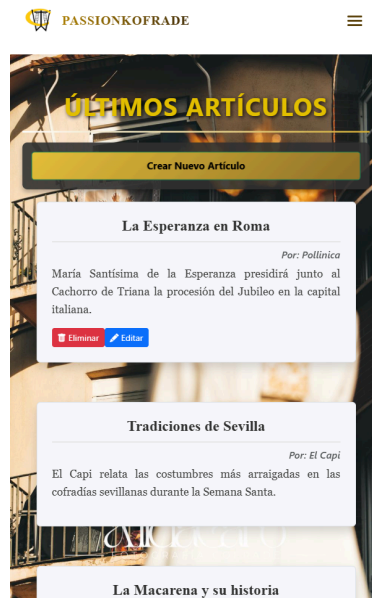 PASSIONKOFRADE
ÚLTIMOS ARTÍCULOS
Crear Nuevo Artículo
La Esperanza en Roma
Por: Pollinica
María Santísima de la Esperanza presidirá junto al
Cachorro de Triana la procesión del Jubileo en la capital
italiana.
Eliminar
Editar
Tradiciones de Sevilla
Por: El Capi
El Capi relata las costumbres más arraigadas en las
cofradías sevillanas durante la Semana Santa.
La Macarena y su historia